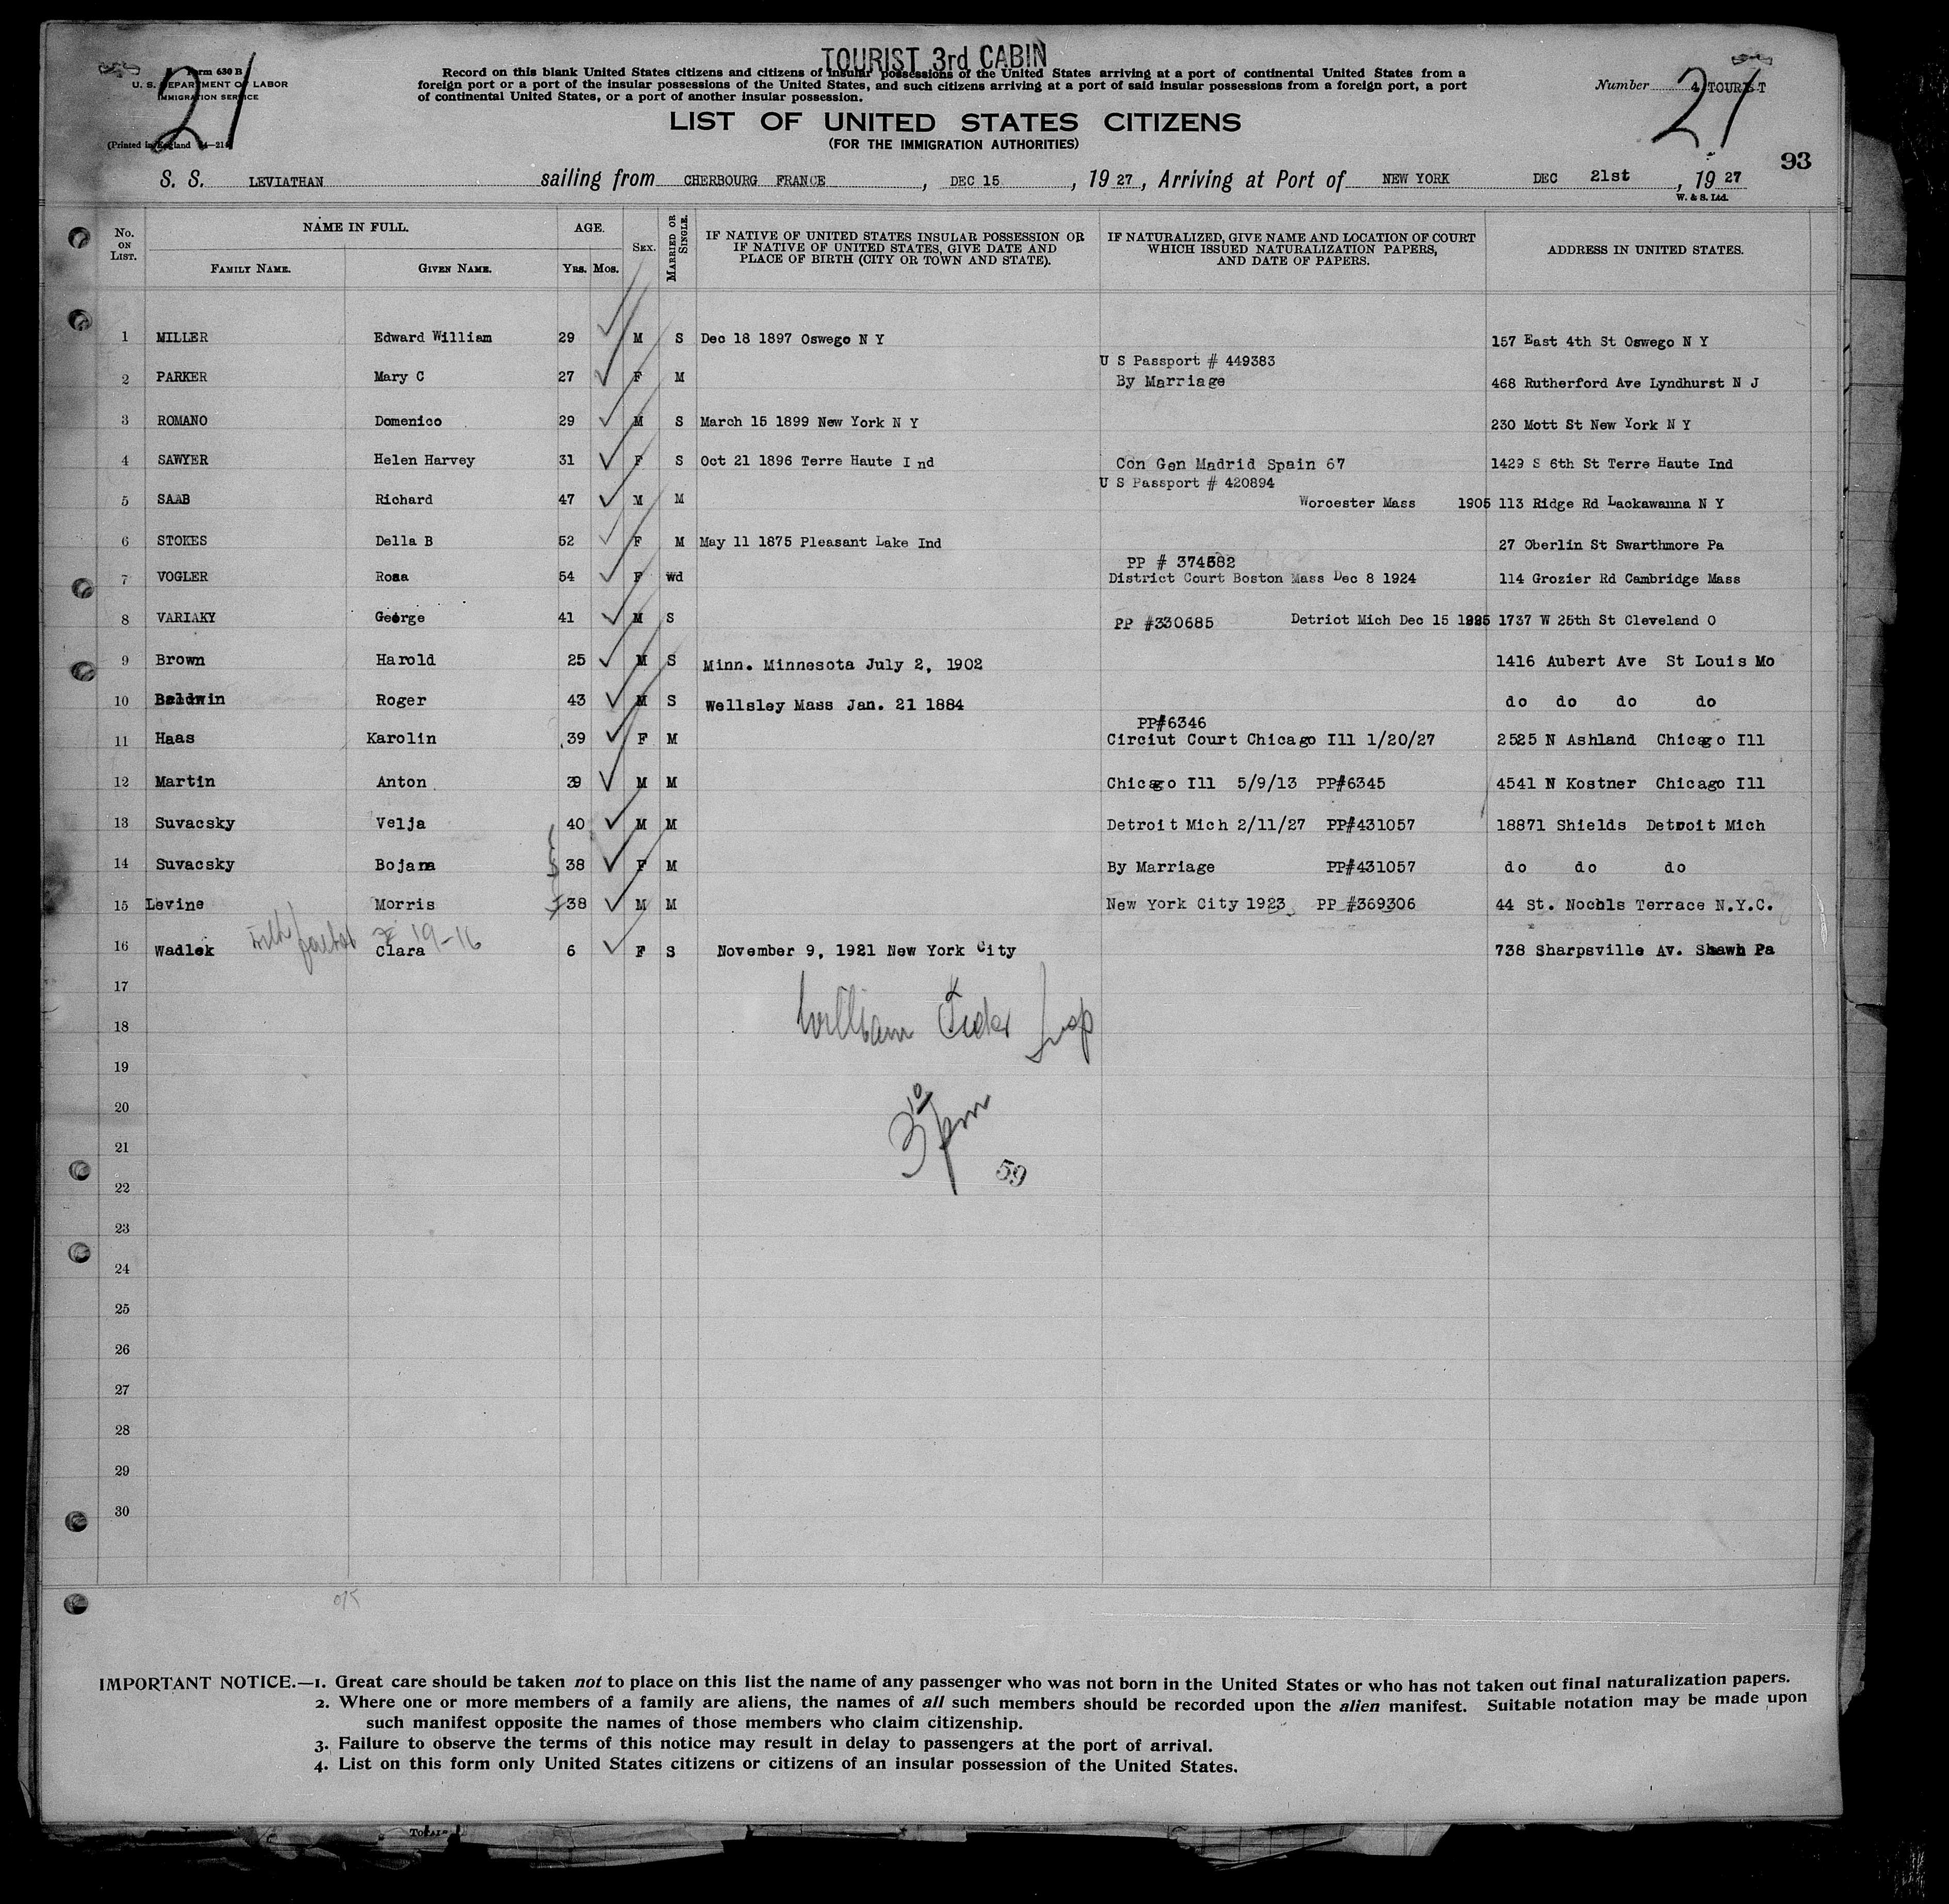 TOURIST 3rd CABIN
Form 630 B
U. S. DEPARTMENT OF LABOR
IMMIGRATION SERVICE
(Printed in England
21
Record on this blank United States citizens and citizens of insular possessions of the United States arriving at a port of continental United States from a
foreign port or a port of the insular possessions of the United States, and such citizens arriving at a port of said insular possessions from a foreign port, a port
of continental United States, or a port of another insular possession.
Number 4 TOURIST
21
LIST OF UNITED STATES CITIZENS
(FOR THE IMMIGRATION AUTHORITIES)
93
S. S. LEVIATHAN sailing from CHERBOURG FRANCE, DEC 15, 1927, Arriving at Port of NEW YORK DEC 21st, 1927
W. & S. Ltd.
No. ON LIST. NAME IN FULL. FAMILY NAME. GIVEN NAME. AGE. YRS. MOS. SEX. MARRIED OR SINGLE. IF NATIVE OF UNITED STATES INSULAR POSSESSION OR IF NATIVE OF UNITED STATES, GIVE DATE AND PLACE OF BIRTH (CITY OR TOWN AND STATE). IF NATURALIZED, GIVE NAME AND LOCATION OF COURT WHICH ISSUED NATURALIZATION PAPERS, AND DATE OF PAPERS. ADDRESS IN UNITED STATES.
1 MILLER Edward William 29 M S Dec 18 1897 Oswego N Y 157 East 4th St Oswego N Y
U S Passport # 449383
2 PARKER Mary C 27 F M By Marriage 468 Rutherford Ave Lyndhurst N J
3 ROMANO Domenico 29 M S March 15 1899 New York N Y 230 Mott St New York N Y
4 SAWYER Helen Harvey 31 F S Oct 21 1896 Terre Haute Ind Con Gen Madrid Spain 67 1429 S 6th St Terre Haute Ind
U S Passport # 420894
5 SAAB Richard 47 M M Worcester Mass 1905 113 Ridge Rd Lackawanna N Y
6 STOKES Della B 52 F M May 11 1875 Pleasant Lake Ind 27 Oberlin St Swarthmore Pa
PP #
7 VOGLER Rosa 54 F Wd District Court Boston Mass Dec 8 1924 114 Grozier Rd Cambridge Mass
8 VARIAKY George 41 M S PP #330685 Detriot Mich Dec 15 1925 1737 W 25th St Cleveland O
9 Brown Harold 25 M S Minn. Minnesota July 2, 1902 1416 Aubert Ave St Louis Mo
10 Baldwin Roger 43 M S Wellsley Mass Jan. 21 1884 do do do do
PP#6346
11 Haas Karolin 39 F M Circiut Court Chicago Ill 1/20/27 2525 N Ashland Chicago Ill
12 Martin Anton 39 M M Chicago Ill 5/9/13 PP#6345 4541 N Kostner Chicago Ill
13 Suvacsky Velja 40 M M Detroit Mich 2/11/27 PP#431057 18871 Shields Detroit Mich
14 Suvacsky Bojana 38 F M By Marriage PP#431057 do do do
15 Levine Morris 38 M M New York City 1923 PP #369306 44 St. Nochls Terrace N.Y.C.
19-16
16 Wadlek Clara 6 F S November 9, 1921 New York City 738 Sharpsville Av. Shawn Pa
17
William Insp
18
19
20
3 10 pm
21
59
22
23
24
25
26
27
28
29
30
IMPORTANT NOTICE.—1. Great care should be taken not to place on this list the name of any passenger who was not born in the United States or who has not taken out final naturalization papers.
2. Where one or more members of a family are aliens, the names of all such members should be recorded upon the alien manifest. Suitable notation may be made upon
such manifest opposite the names of those members who claim citizenship.
3. Failure to observe the terms of this notice may result in delay to passengers at the port of arrival.
4. List on this form only United States citizens or citizens of an insular possession of the United States.